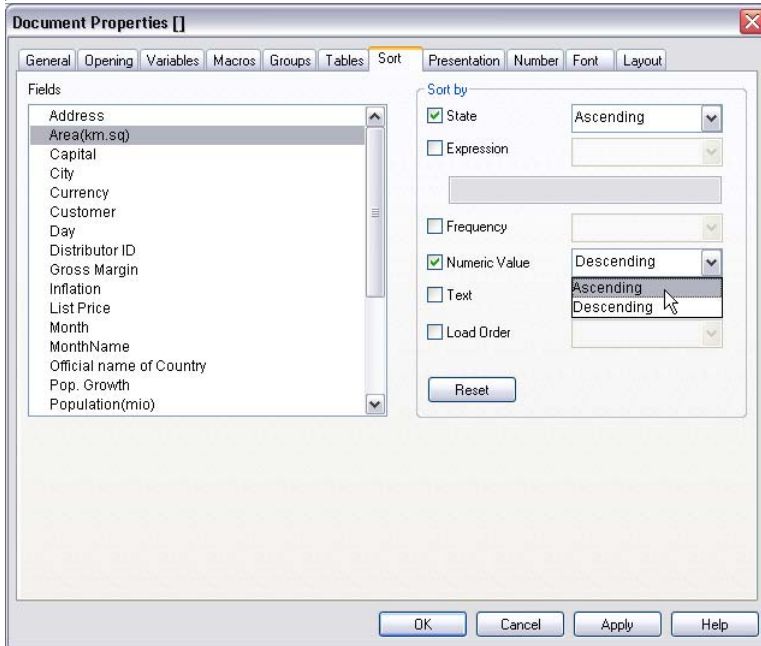 Document Properties []
General Opening Variables Macros Groups Tables Sort Presentation Number Font Layout
Fields
Address
Area(km.sq)
Capital
City
Currency
Customer
Day
Distributor ID
Gross Margin
Inflation
List Price
Month
MonthName
Official name of Country
Pop. Growth
Population(mio)
Sort by
State Ascending
Expression
Frequency
Numeric Value Descending
Ascending
Text
Descending
Load Order
Reset
OK Cancel Apply Help